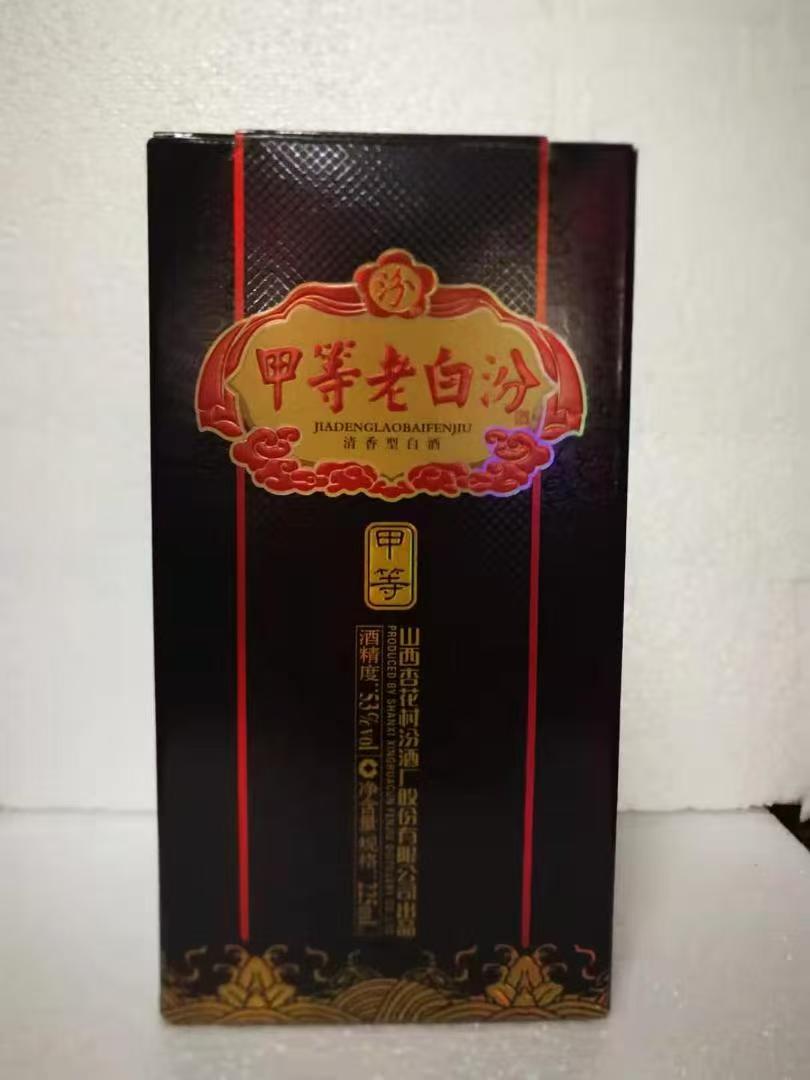 汾
甲等老白汾
JIADENGLAOBAIFENJIU
清香型白酒
甲等
山西杏花村汾酒厂股份有限公司出品
PRODUCED BY SHANXI XINGHUACUN FENJIU
酒精度:53%vol 净含量/规格: